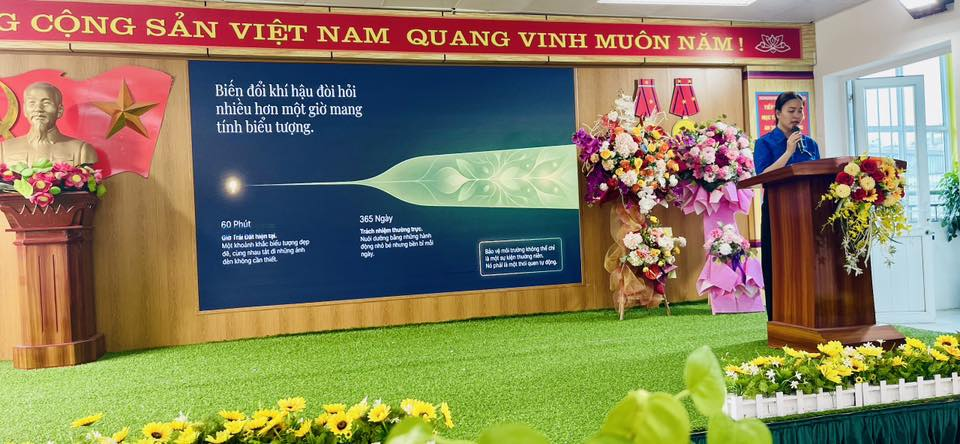 G CỘNG SẢN VIỆT NAM QUANG VINH MUÔN NĂM !
Biến đổi khí hậu đòi hỏi
nhiều hơn một giờ mang
tính biểu tượng.
60 Phút
Giờ Trái Đất hiện tại.
Một khoảnh khắc biểu tượng đẹp
đẽ, cùng nhau tắt đi những ánh
đèn không cần thiết.
365 Ngày
Trách nhiệm thường trực.
Nuôi dưỡng bằng những hành
động nhỏ bé nhưng bền bỉ mỗi
ngày.
Bảo vệ môi trường không thể chỉ
là một sự kiện thường niên.
Nó phải là một thói quen tự động.